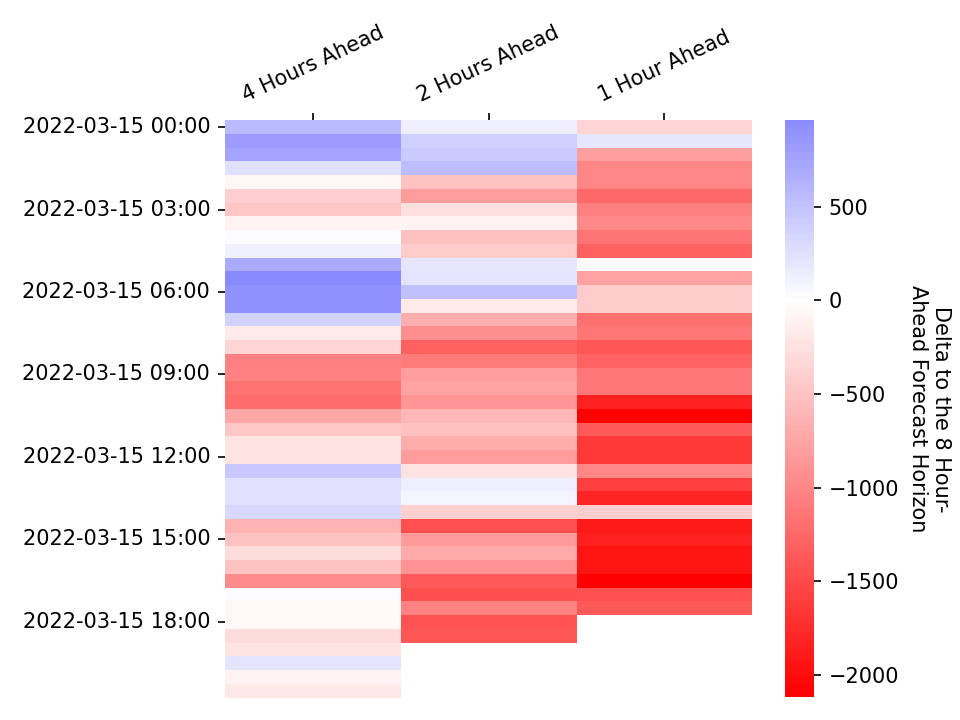 4 Hours Ahead
2 Hours Ahead
1 Hour Ahead
2022-03-15 00:00
2022-03-15 03:00
2022-03-15 06:00
2022-03-15 09:00
2022-03-15 12:00
2022-03-15 15:00
2022-03-15 18:00
500
0
−500
−1000
−1500
−2000
Delta to the 8 Hour-
Ahead Forecast Horizon